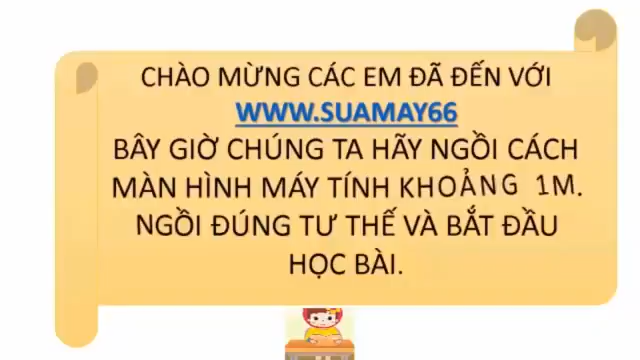 CHÀO MỪNG CÁC EM ĐÃ ĐẾN VỚI
WWW.SUAMAY66
BÂY GIỜ CHÚNG TA HÃY NGỒI CÁCH
MÀN HÌNH MÁY TÍNH KHOẢNG 1M.
NGỒI ĐÚNG TƯ THẾ VÀ BẮT ĐẦU
HỌC BÀI.